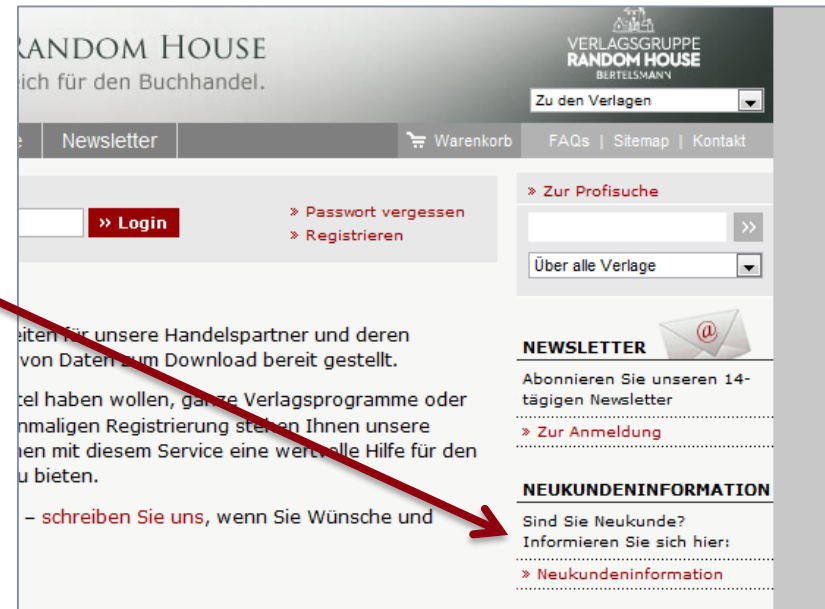 RANDOM HOUSE
für den Buchhandel.
VERLAGSGRUPPE
RANDOM HOUSE
BERTELSMANN
Zu den Verlagen
Newsletter
Warenkorb
FAQs | Sitemap | Kontakt
» Login
» Passwort vergessen
» Registrieren
» Zur Profisuche
»
Über alle Verlage
für unsere Handelspartner und deren
von Daten zum Download bereit gestellt.
haben wollen, ganze Verlagsprogramme oder
Registrierung stehen Ihnen unsere
mit diesem Service eine wertvolle Hilfe für den
bieten.
– schreiben Sie uns, wenn Sie Wünsche und
NEWSLETTER
@
Abonnieren Sie unseren 14-
tägigen Newsletter
» Zur Anmeldung
NEUKUNDENINFORMATION
Sind Sie Neukunde?
Informieren Sie sich hier:
» Neukundeninformation